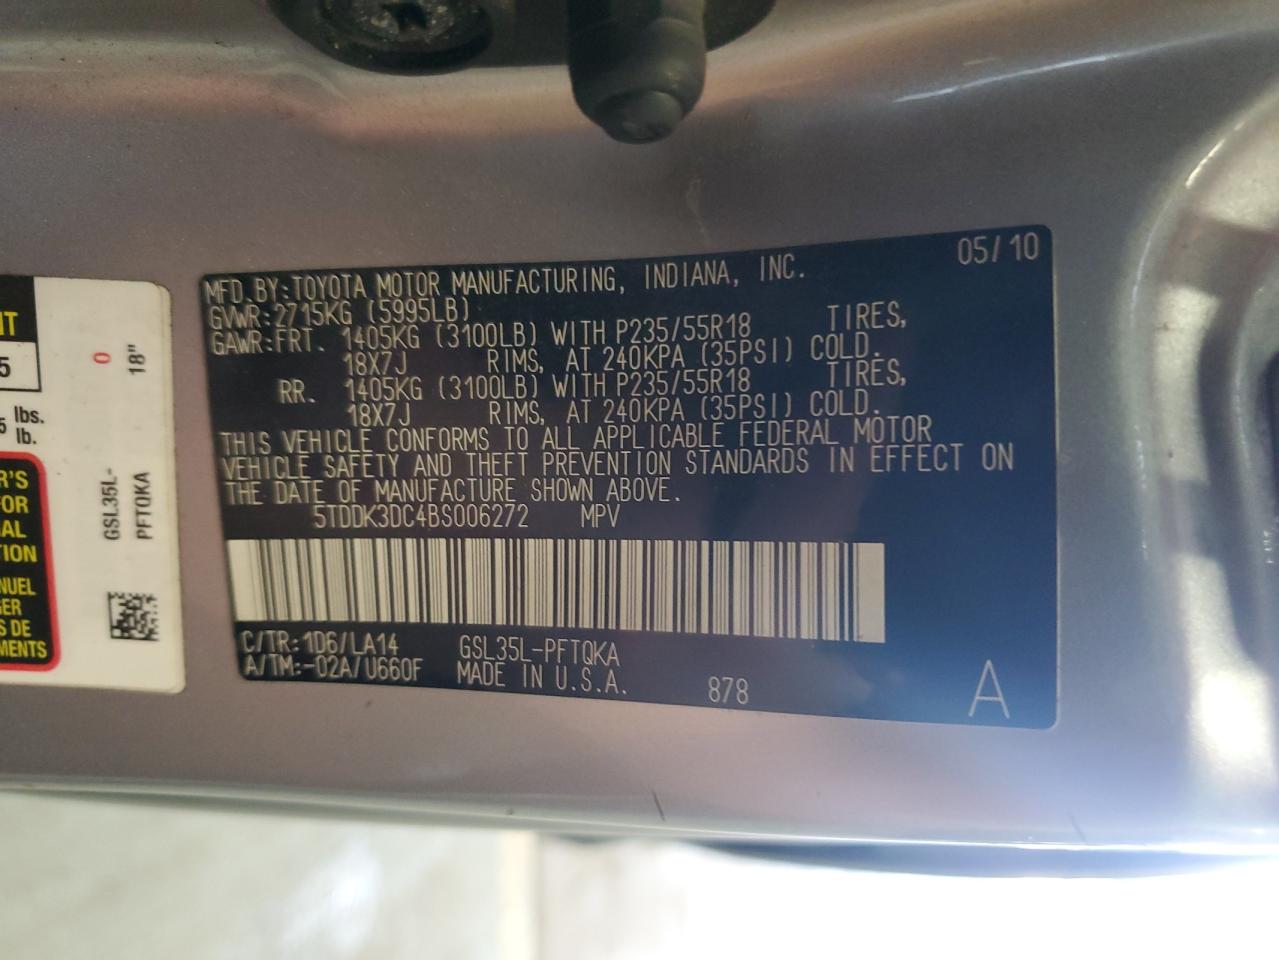 MFD.BY:TOYOTA MOTOR MANUFACTURING, INDIANA, INC. 05/10
GVWR:2715KG (5995LB)
GAWR:FRT. 1405KG (3100LB) WITH P235/55R18 TIRES,
18X7J RIMS, AT 240KPA (35PSI) COLD.
RR. 1405KG (3100LB) WITH P235/55R18 TIRES,
18X7J RIMS, AT 240KPA (35PSI) COLD.
THIS VEHICLE CONFORMS TO ALL APPLICABLE FEDERAL MOTOR
VEHICLE SAFETY AND THEFT PREVENTION STANDARDS IN EFFECT ON
THE DATE OF MANUFACTURE SHOWN ABOVE.
5TDDK3DC4BS006272 MPV
C/TR:1D6/LA14 GSL35L-PFTQKA
A/TM:-02A/U660F MADE IN U.S.A. 878 A
5
0
18"
lbs.
5 lb.
GSL35L-
PFTQKA